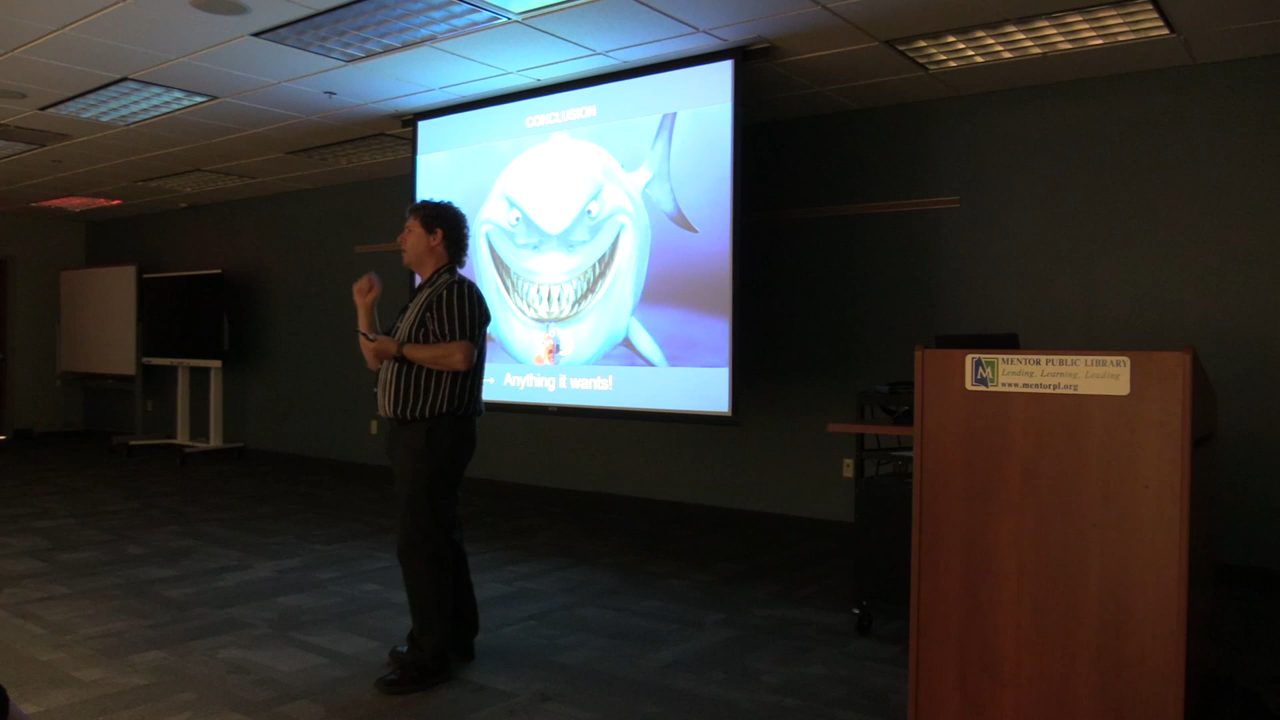 CONCLUSION
→ Anything it wants!
M
MENTOR PUBLIC LIBRARY
Lending, Learning, Leading
www.mentorpl.org